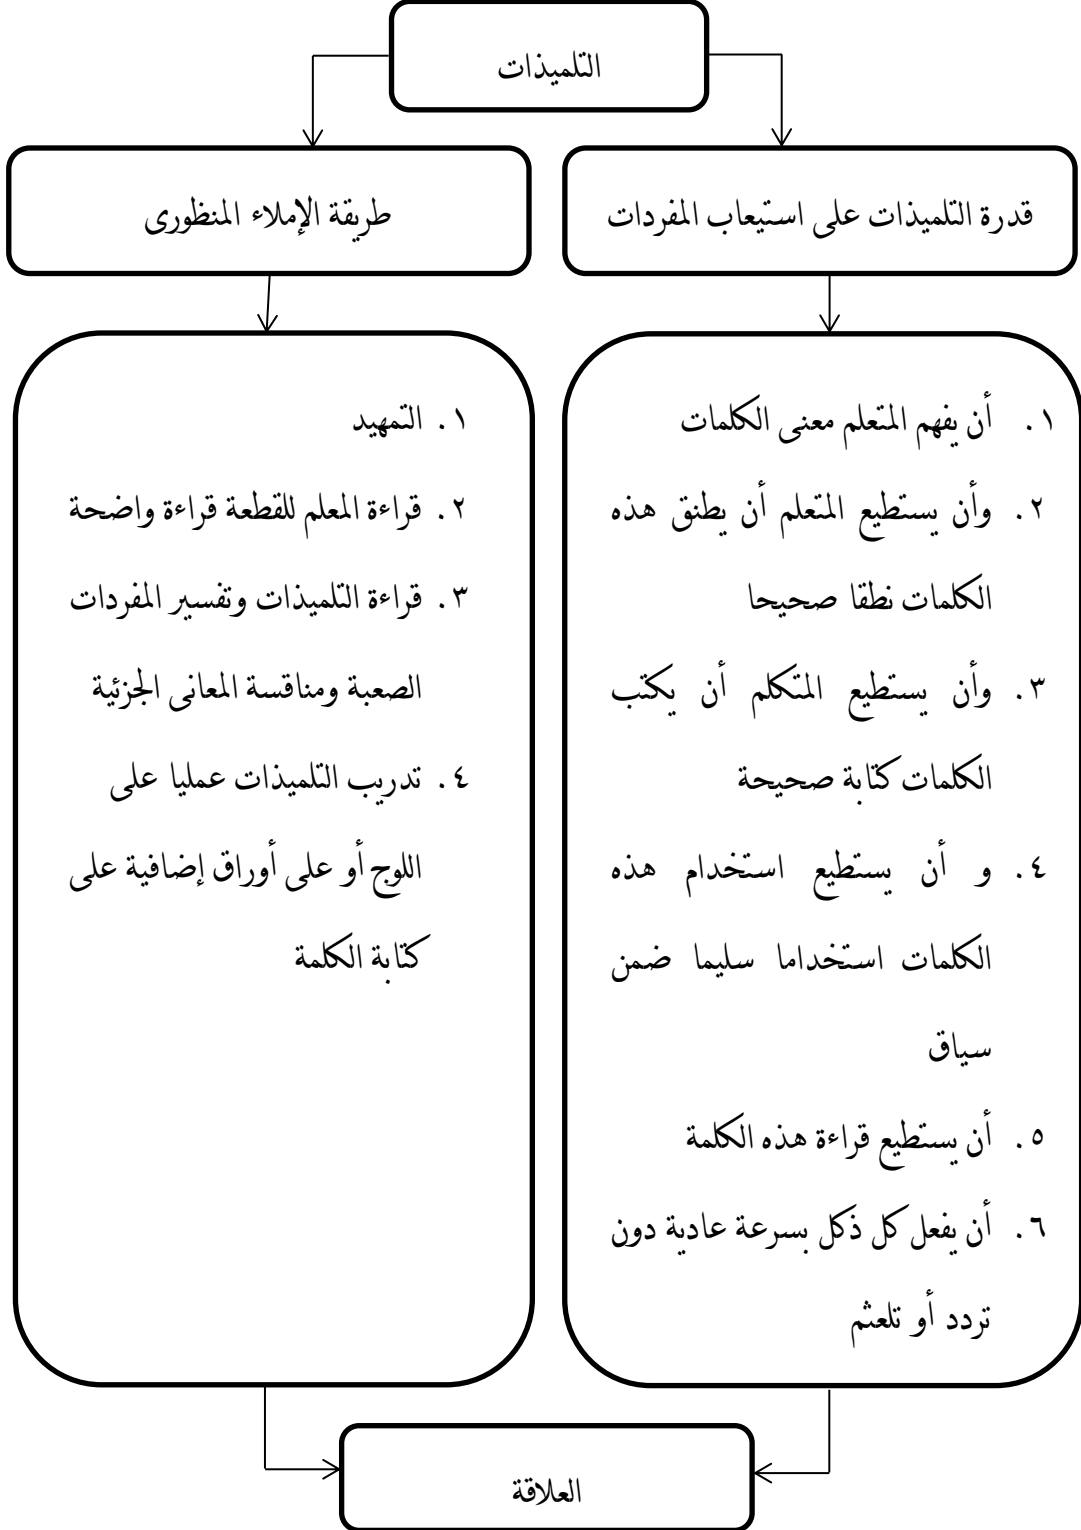 التلميذات
قدرة التلميذات على استيعاب المفردات
طريقة الإملاء المنظورى
١. أن يفهم المتعلم معنى الكلمات
٢. وأن يستطيع المتعلم أن يطنق هذه
الكلمات نطقا صحيحا
٣. وأن يستطيع المتكلم أن يكتب
الكلمات كتابة صحيحة
٤. و أن يستطيع استخدام هذه
الكلمات استخداما سليما ضمن
سياق
٥. أن يستطيع قراءة هذه الكلمة
٦. أن يفعل كل ذكل بسرعة عادية دون
تردد أو تلعثم
١. التمهيد
٢. قراءة المعلم للقطعة قراءة واضحة
٣. قراءة التلميذات وتفسير المفردات
الصعبة ومناقسة المعانى الجزئية
٤. تدريب التلميذات عمليا على
اللوج أو على أوراق إضافية على
كتابة الكلمة
العلاقة